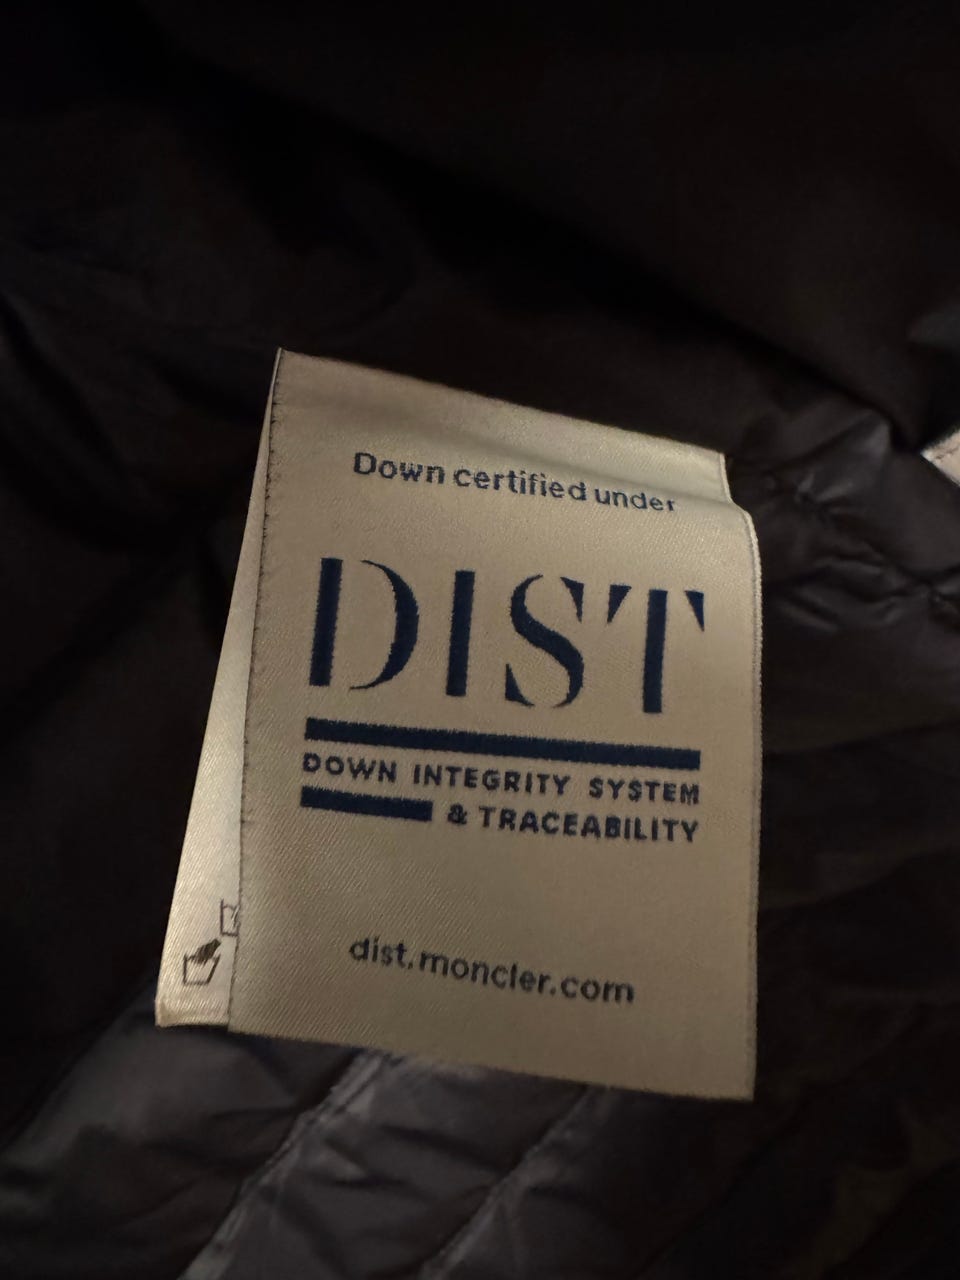 Down certified under
DIST
DOWN INTEGRITY SYSTEM
& TRACEABILITY
dist.moncler.com